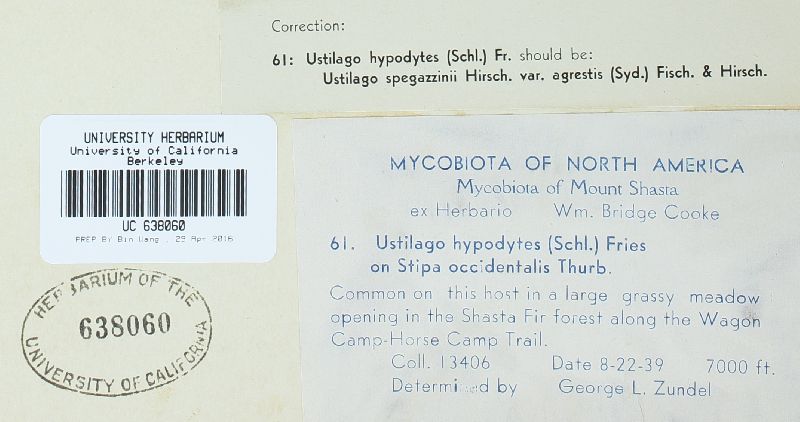 Correction:
61: Ustilago hypodytes (Schl.) Fr. should be:
Ustilago spegazzinii Hirsch. var. agrestis (Syd.) Fisch. & Hirsch.
UNIVERSITY HERBARIUM
University of California
Berkeley
UC 638060
PREP By Bin Wang , 25 Apr 2016
HERBARIUM OF THE
638060
UNIVERSITY OF CALIFORNIA
MYCOBIOTA OF NORTH AMERICA
Mycobiota of Mount Shasta
ex Herbario Wm. Bridge Cooke
61. Ustilago hypodytes (Schl.) Fries
on Stipa occidentalis Thurb.
Common on this host in a large grassy meadow
opening in the Shasta Fir forest along the Wagon
Camp-Horse Camp Trail.
Coll. 13406 Date 8-22-39 7000 ft.
Determined by George L. Zundel